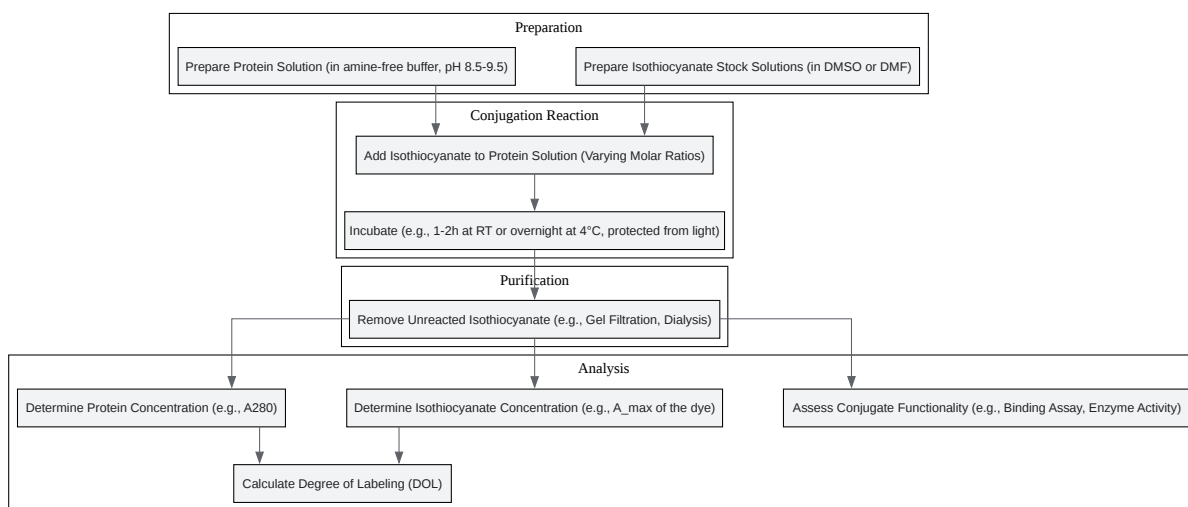 Preparation
Prepare Protein Solution (in amine-free buffer, pH 8.5-9.5)
Prepare Isothiocyanate Stock Solutions (in DMSO or DMF)
Conjugation Reaction
Add Isothiocyanate to Protein Solution (Varying Molar Ratios)
Incubate (e.g., 1-2h at RT or overnight at 4°C, protected from light)
Purification
Remove Unreacted Isothiocyanate (e.g., Gel Filtration, Dialysis)
Analysis
Determine Protein Concentration (e.g., A280)
Determine Isothiocyanate Concentration (e.g., A_max of the dye)
Assess Conjugate Functionality (e.g., Binding Assay, Enzyme Activity)
Calculate Degree of Labeling (DOL)